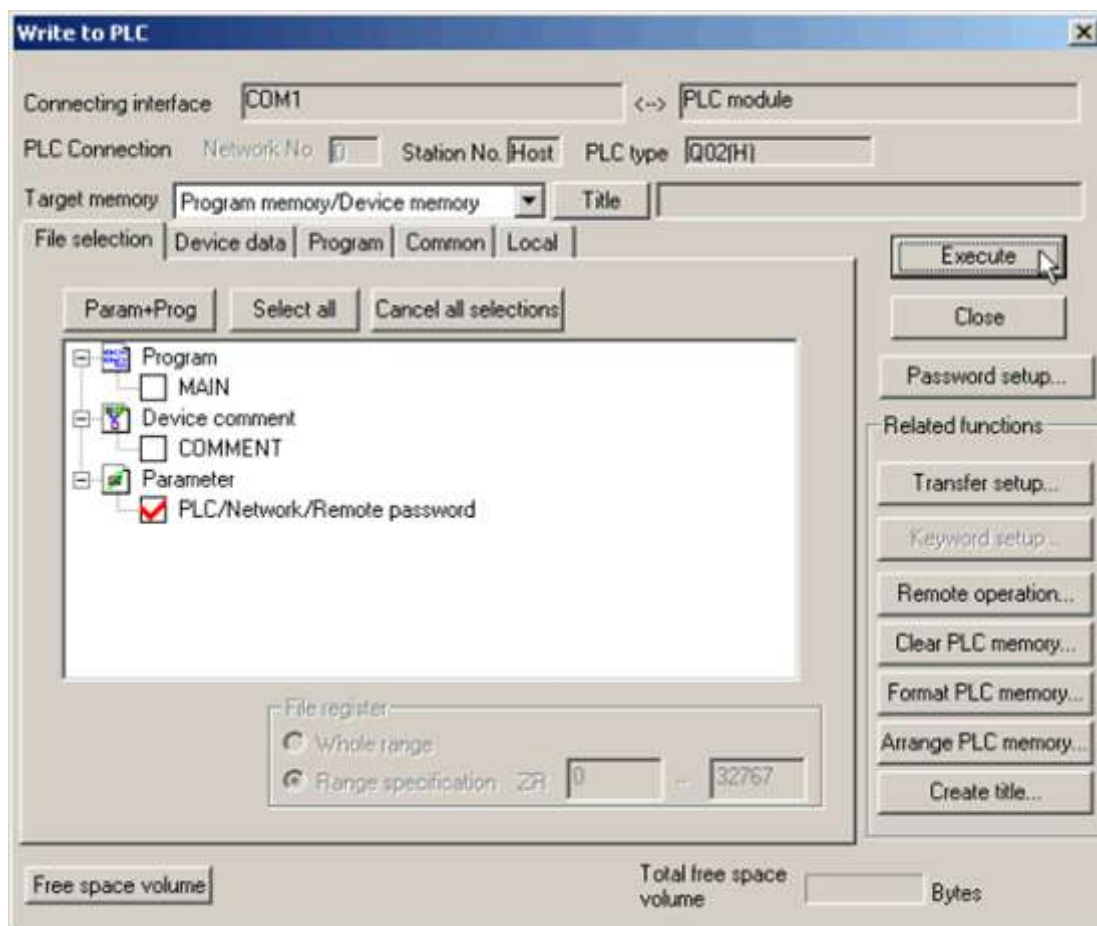 Write to PLC
Connecting interface COM1 <--> PLC module
PLC Connection Network No. 0 Station No. Host PLC type Q02(H)
Target memory Program memory/Device memory Title
File selection Device data Program Common Local
Execute
Param+Prog Select all Cancel all selections
Close
Program
MAIN
Password setup...
Device comment
COMMENT
Related functions
Parameter
PLC/Network/Remote password
Transfer setup...
Keyword setup...
Remote operation...
Clear PLC memory...
Format PLC memory...
File register
Whole range
Arrange PLC memory...
Range specification ZR 0 - 32767
Create title...
Free space volume
Total free space volume Bytes